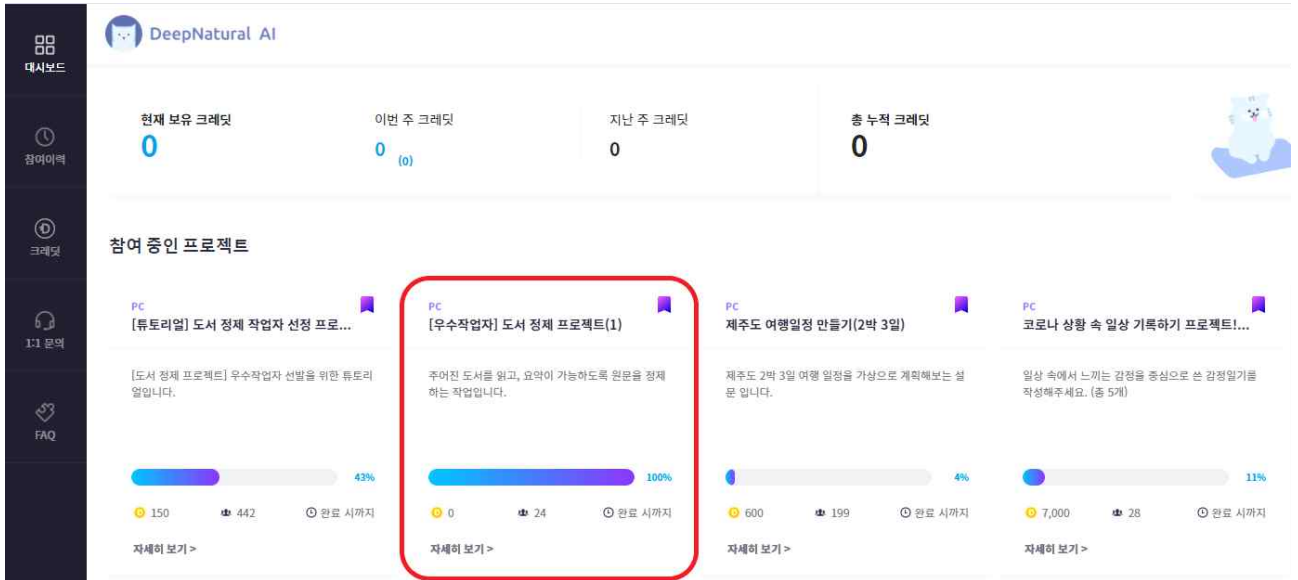 DeepNatural AI
대시보드
참여이력
크레딧
1:1 문의
FAQ
현재 보유 크레딧
0
이번 주 크레딧
0 (0)
지난 주 크레딧
0
총 누적 크레딧
0
참여 중인 프로젝트
PC
[튜토리얼] 도서 정제 작업자 선정 프로...
[도서 정제 프로젝트] 우수작업자 선발을 위한 튜토리
얼입니다.
43%
150 442 완료 시까지
자세히 보기 >
PC
[우수작업자] 도서 정제 프로젝트(1)
주어진 도서를 읽고, 요약이 가능하도록 원문을 정제
하는 작업입니다.
100%
0 24 완료 시까지
자세히 보기 >
PC
제주도 여행일정 만들기(2박 3일)
제주도 2박 3일 여행 일정을 가상으로 계획해보는 설
문 입니다.
4%
600 199 완료 시까지
자세히 보기 >
PC
코로나 상황 속 일상 기록하기 프로젝트!...
일상 속에서 느끼는 감정을 중심으로 쓴 감정일기를
작성해주세요. (총 5개)
11%
7,000 28 완료 시까지
자세히 보기 >